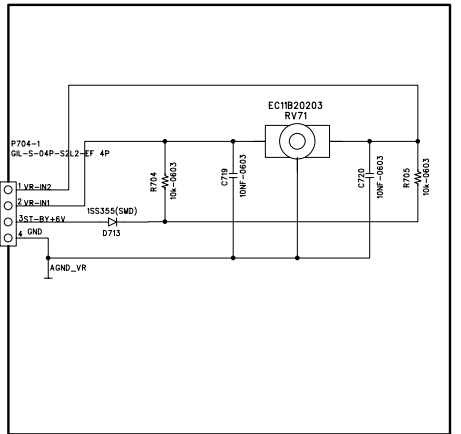 EC11B20203
RV71
P704-1
GIL-S-04P-S2L2-EF 4P
1 VR-IN2
2 VR-IN1
3 ST-BY+6V
4 GND
1SS355(SMD)
D713
R704
10k-0603
C719
10NF-0603
C720
10NF-0603
R705
10k-0603
AGND_VR